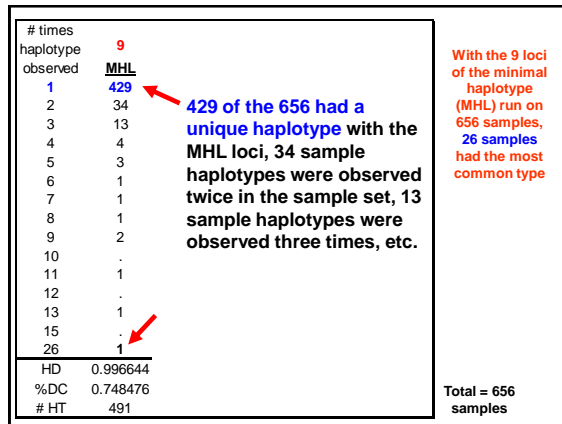 # times
haplotype 9
observed MHL
1 429
2 34
3 13
4 4
5 3
6 1
7 1
8 1
9 2
10 .
11 1
12 .
13 1
15 .
26 1
HD 0.996644
%DC 0.748476
# HT 491
429 of the 656 had a
unique haplotype with the
MHL loci, 34 sample
haplotypes were observed
twice in the sample set, 13
sample haplotypes were
observed three times, etc.
With the 9 loci
of the minimal
haplotype
(MHL) run on
656 samples,
26 samples
had the most
common type
Total = 656
samples